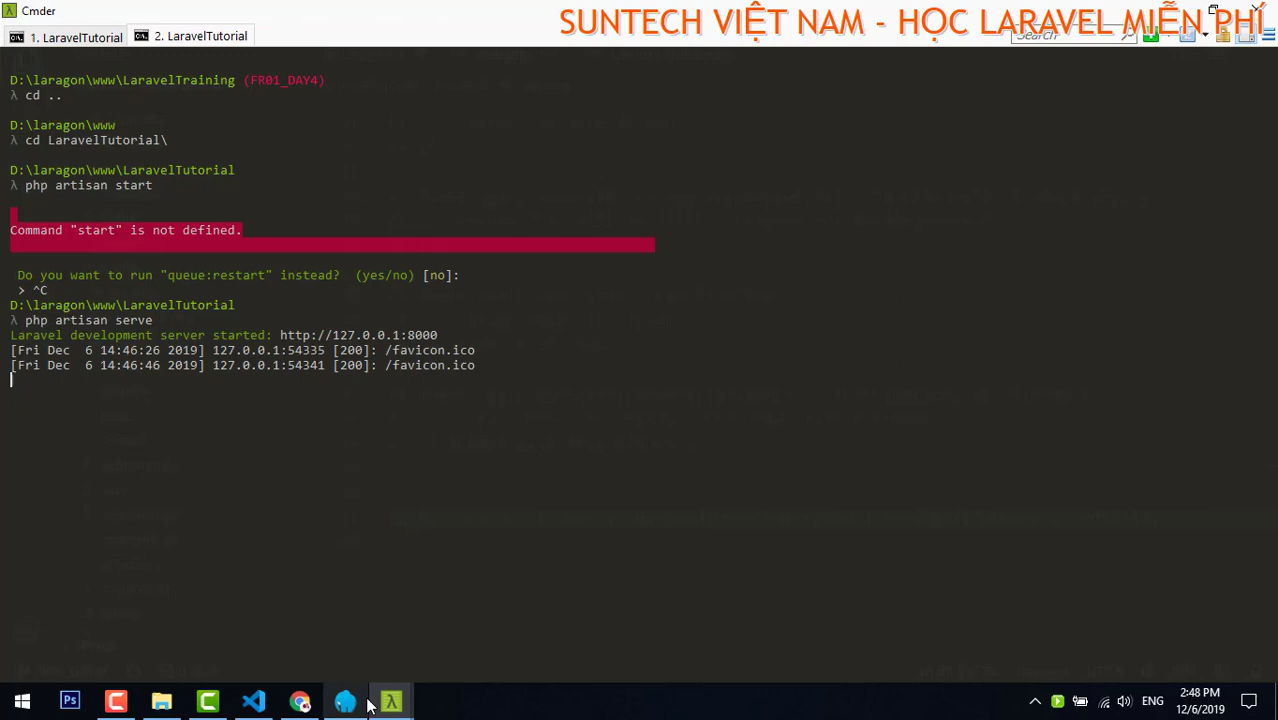 Cmder
SUNTECH VIỆT NAM - HỌC LARAVEL MIỄN PHÍ
1. LaravelTutorial
2. LaravelTutorial
Search
D:\laragon\www\LaravelTraining (FR01_DAY4)
λ cd ..
D:\laragon\www
λ cd LaravelTutorial\
D:\laragon\www\LaravelTutorial
λ php artisan start
Command "start" is not defined.
Do you want to run "queue:restart" instead? (yes/no) [no]:
> ^C
D:\laragon\www\LaravelTutorial
λ php artisan serve
Laravel development server started: http://127.0.0.1:8000
[Fri Dec  6 14:46:26 2019] 127.0.0.1:54335 [200]: /favicon.ico
[Fri Dec  6 14:46:46 2019] 127.0.0.1:54341 [200]: /favicon.ico
Ps
λ
ENG
2:48 PM
12/6/2019